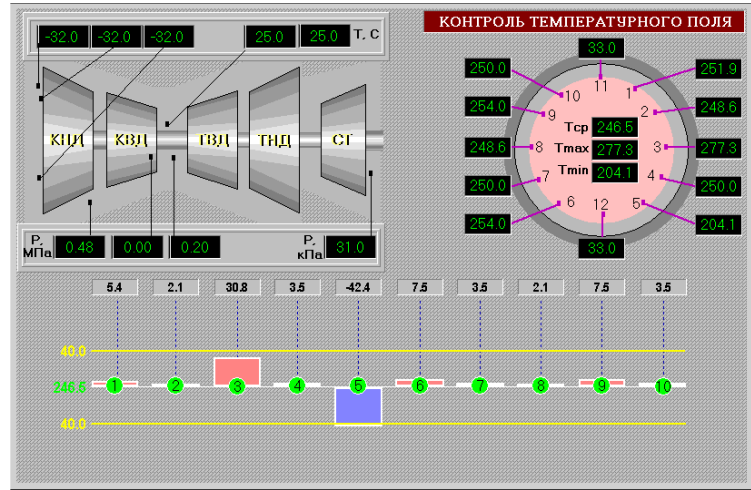 КОНТРОЛЬ ТЕМПЕРАТУРНОГО ПОЛЯ
-32.0 -32.0 -32.0 25.0 25.0 T, C
КНД КВД ТВД ТНД СТ
P, МПа 0.48 0.00 0.20 P, кПа 31.0
33.0
250.0 251.9
254.0 248.6
248.6 277.3
250.0 250.0
254.0 204.1
33.0
11
10 1
9 2
8 3
7 4
6 12 5
Tcp 246.5
Tmax 277.3
Tmin 204.1
5.4 2.1 30.8 3.5 -42.4 7.5 3.5 2.1 7.5 3.5
40.0
246.5 1 2 3 4 5 6 7 8 9 10
40.0